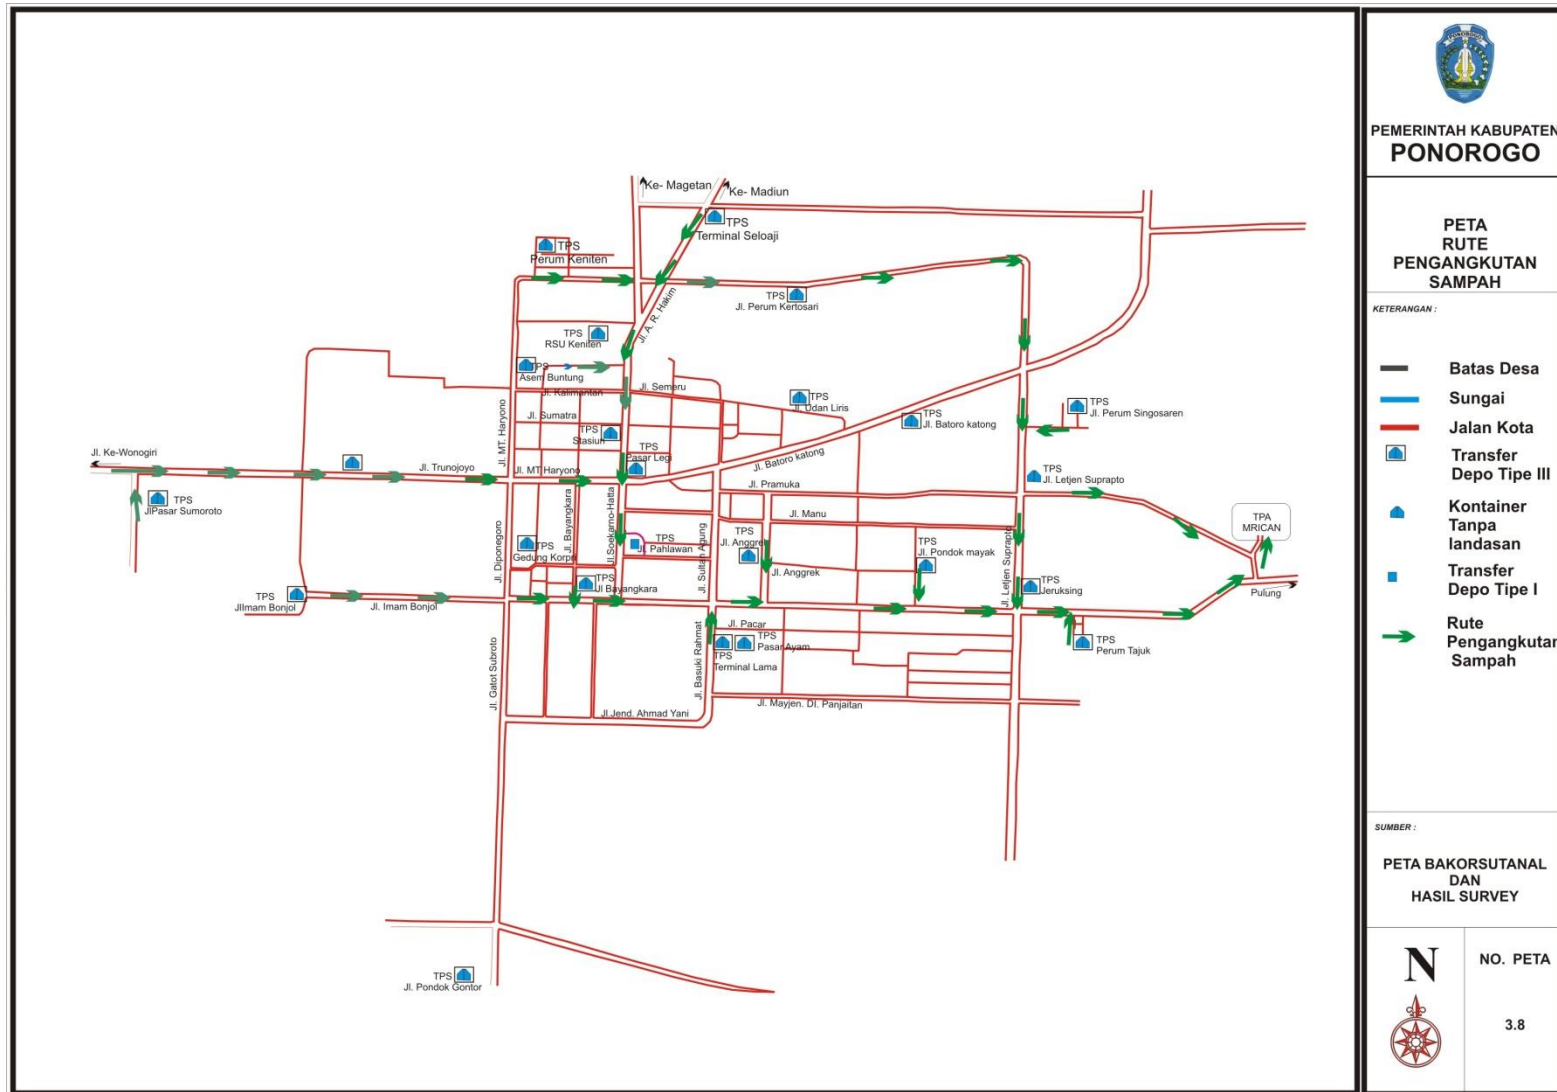 Ke- Magetan
Ke- Madiun
TPS
Terminal Seloaji
TPS
Perum Keniten
TPS
Jl. Perum Kertosari
Jl. A. R. Hakim
TPS
RSU Keniten
TPS
Asem Buntung
Jl. Kalimantan
Jl. Semeru
TPS
Jl. Udan Liris
TPS
Jl. Perum Singosaren
Jl. MT. Haryono
Jl. Sumatra
TPS
Stasiun
TPS
Jl. Batoro katong
Jl. Ke-Wonogiri
TPS
Pasar Legi
Jl. Batoro katong
Jl. Trunojoyo
Jl. MT Haryono
TPS
Jl. Letjen Suprapto
Jl. Pramuka
TPS
JlPasar Sumoroto
Jl. Bayangkara
Jl.Soekarno-Hatta
Jl. Manu
TPA
MRICAN
Jl. Diponegoro
TPS
Gedung Korpri
TPS
Jl. Pahlawan
Jl. Sultan Agung
TPS
Jl. Anggrek
Jl. Anggrek
TPS
Jl. Pondok mayak
Jl. Letjen Suprapto
TPS
Jl Bayangkara
TPS
Jeruksing
Pulung
TPS
JlImam Bonjol
Jl. Imam Bonjol
Jl. Pacar
TPS
Terminal Lama
TPS
Pasar Ayam
TPS
Perum Tajuk
Jl. Gatot Subroto
Jl. Basuki Rahmat
Jl.Jend. Ahmad Yani
Jl. Mayjen. DI. Panjaitan
TPS
Jl. Pondok Gontor
PONOROGO
PEMERINTAH KABUPATEN
PONOROGO
PETA
RUTE
PENGANGKUTAN
SAMPAH
KETERANGAN :
Batas Desa
Sungai
Jalan Kota
Transfer
Depo Tipe III
Kontainer
Tanpa
landasan
Transfer
Depo Tipe I
Rute
Pengangkutan
Sampah
SUMBER :
PETA BAKORSUTANAL
DAN
HASIL SURVEY
N
NO. PETA
3.8